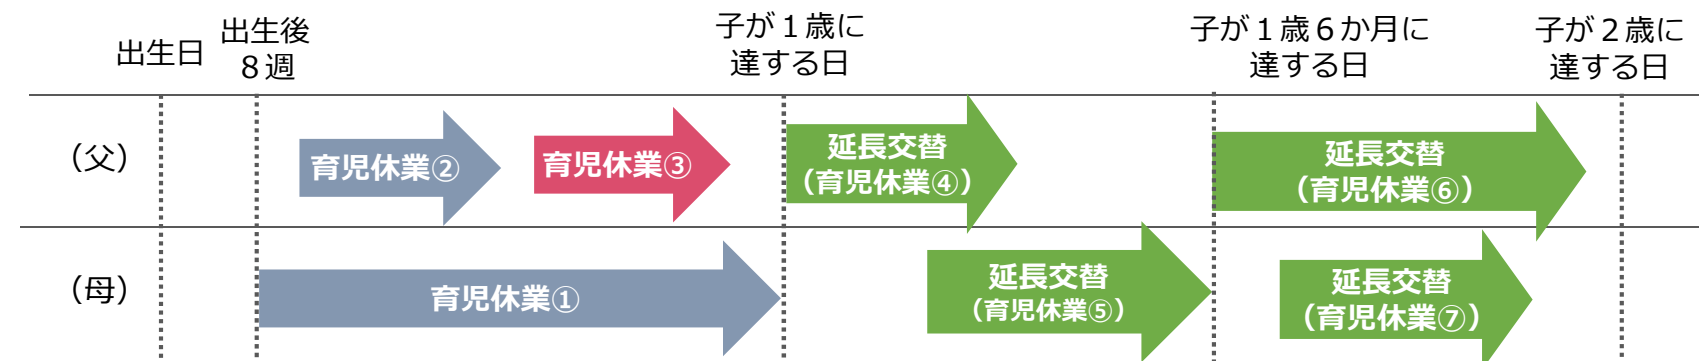 出生日
出生後
８週
子が１歳に
達する日
子が１歳６か月に
達する日
子が２歳に
達する日
（父）
育児休業②
育児休業③
延長交替
（育児休業④）
延長交替
（育児休業⑥）
（母）
育児休業①
延長交替
（育児休業⑤）
延長交替
（育児休業⑦）